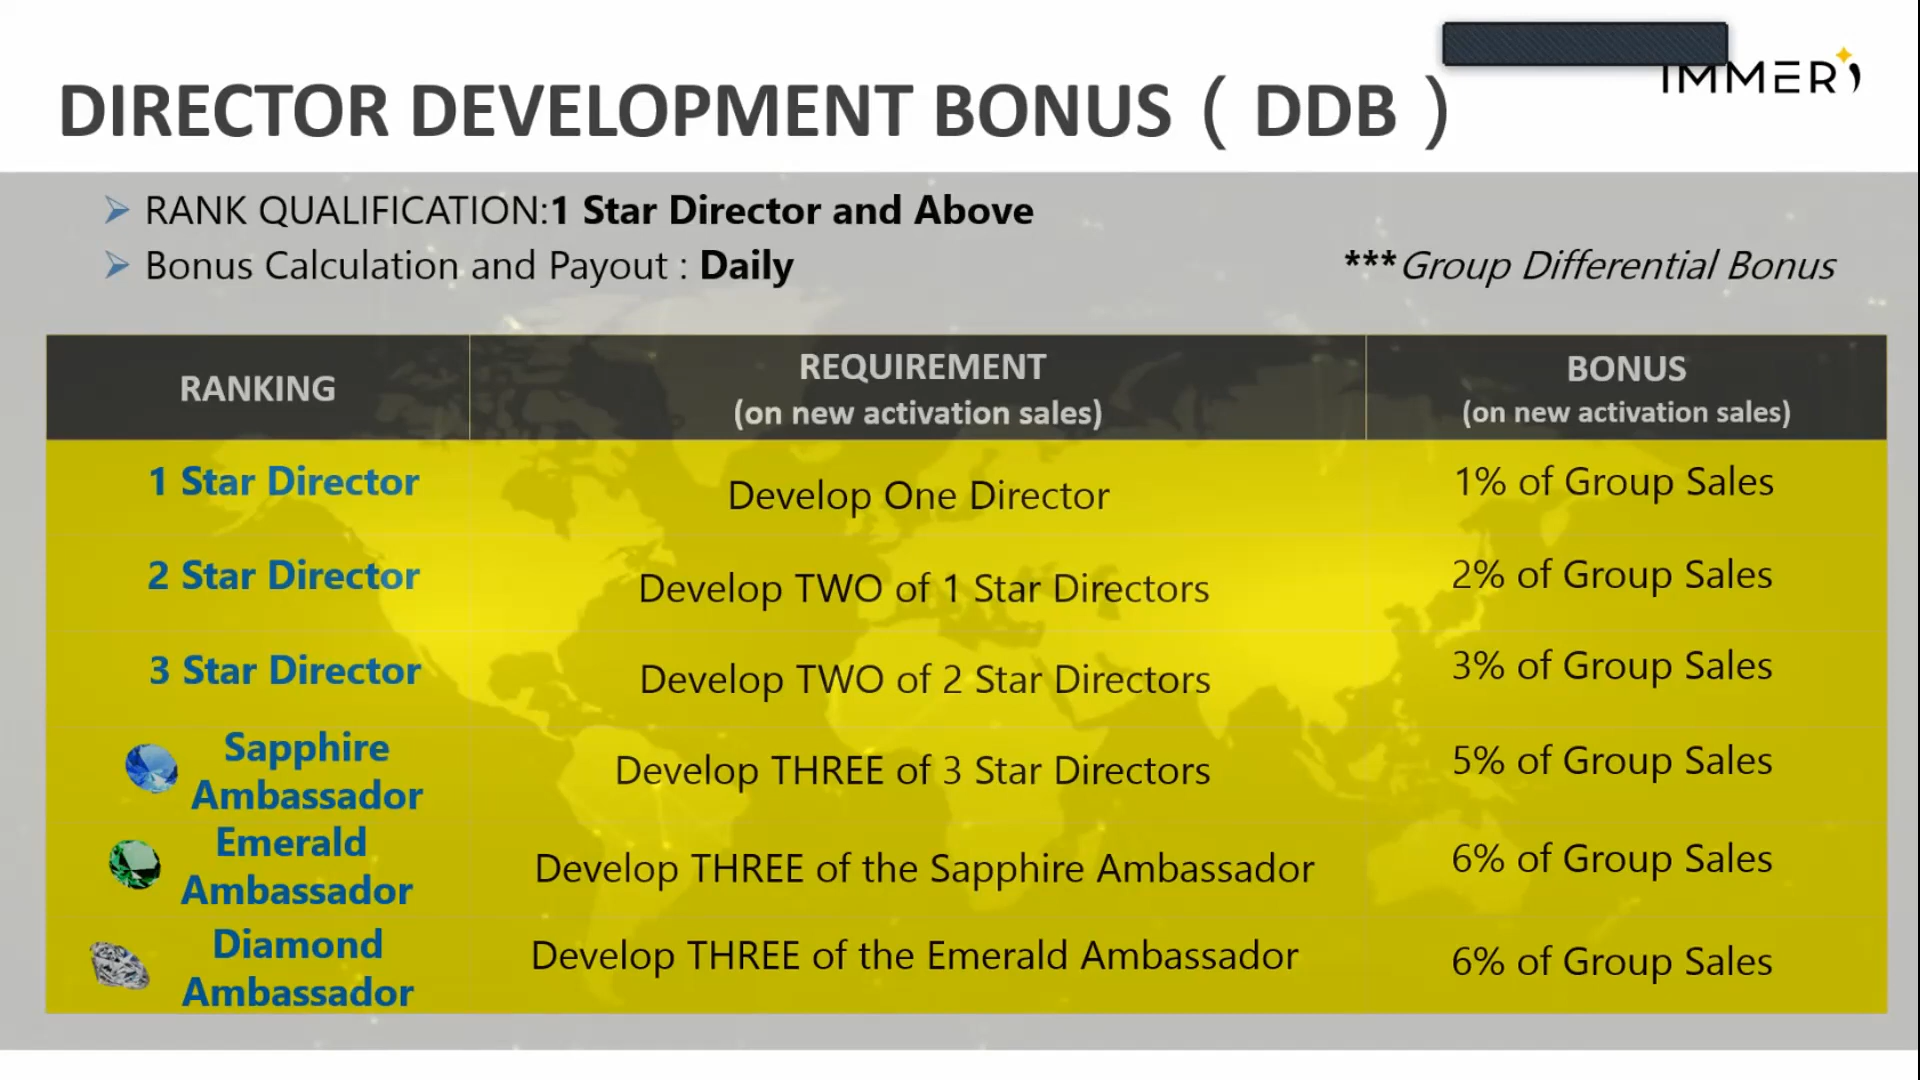 IMMER
DIRECTOR DEVELOPMENT BONUS ( DDB )
RANK QUALIFICATION:1 Star Director and Above
Bonus Calculation and Payout : Daily
***Group Differential Bonus
RANKING
REQUIREMENT
(on new activation sales)
BONUS
(on new activation sales)
1 Star Director
Develop One Director
1% of Group Sales
2 Star Director
Develop TWO of 1 Star Directors
2% of Group Sales
3 Star Director
Develop TWO of 2 Star Directors
3% of Group Sales
Sapphire
Ambassador
Develop THREE of 3 Star Directors
5% of Group Sales
Emerald
Ambassador
Develop THREE of the Sapphire Ambassador
6% of Group Sales
Diamond
Ambassador
Develop THREE of the Emerald Ambassador
6% of Group Sales